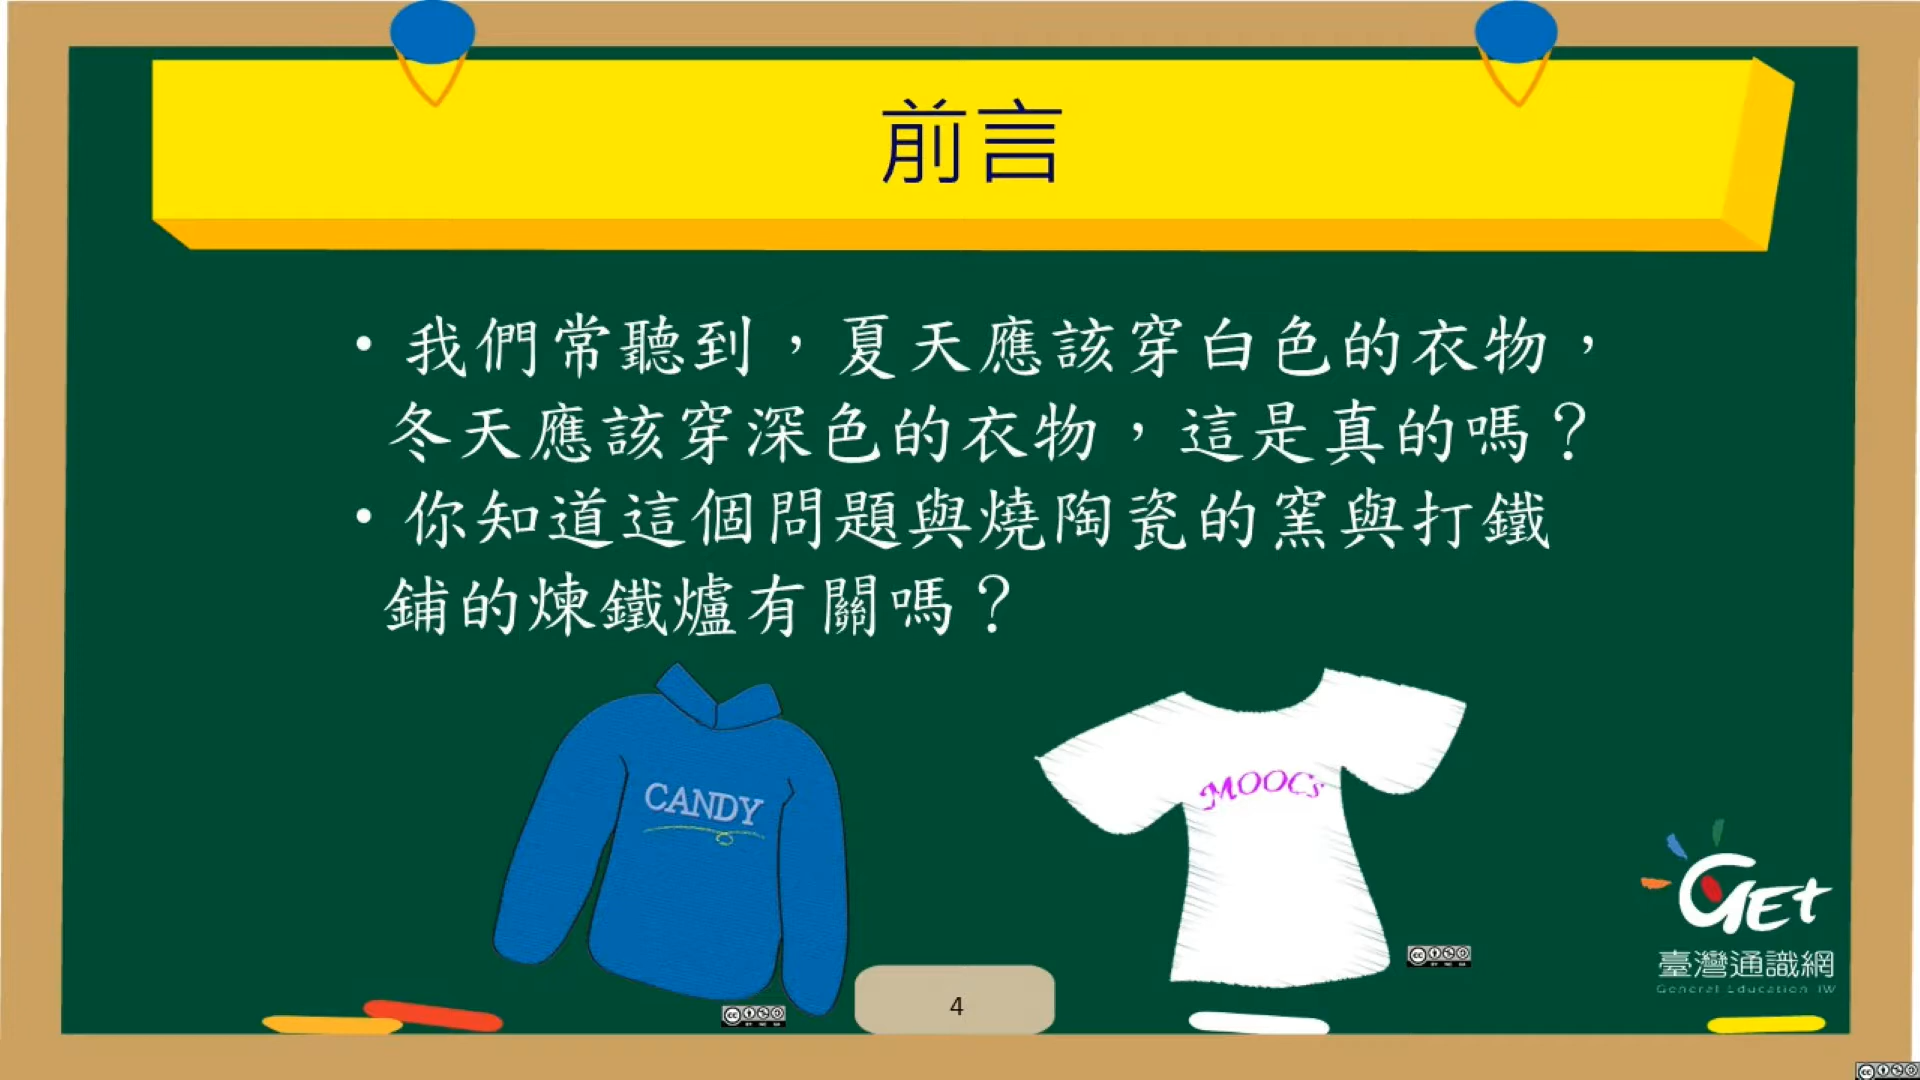 前言
• 我們常聽到，夏天應該穿白色的衣物，
冬天應該穿深色的衣物，這是真的嗎？
• 你知道這個問題與燒陶瓷的窯與打鐵
鋪的煉鐵爐有關嗎？
CANDY
MOOCs
GET
臺灣通識網
General Education TW
4